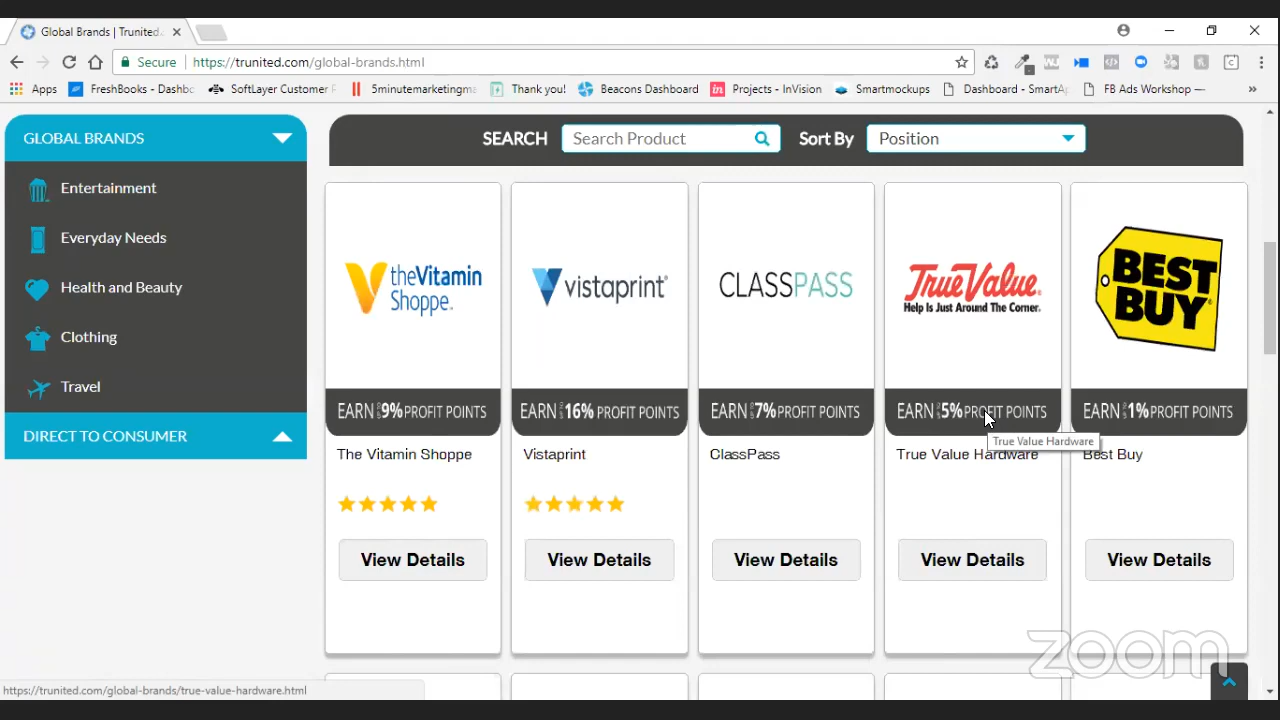 Global Brands | Trunited
Secure
https://trunited.com/global-brands.html
Apps
FreshBooks - Dashbo
SoftLayer Customer
5minutemarketingma
Thank you!
Beacons Dashboard
Projects - InVision
Smartmockups
Dashboard - SmartA
FB Ads Workshop —
»
GLOBAL BRANDS
Entertainment
Everyday Needs
Health and Beauty
Clothing
Travel
DIRECT TO CONSUMER
SEARCH
Search Product
Sort By
Position
theVitamin
Shoppe
EARN 9% PROFIT POINTS
The Vitamin Shoppe
View Details
vistaprint
EARN 16% PROFIT POINTS
Vistaprint
View Details
CLASSPASS
EARN 7% PROFIT POINTS
ClassPass
View Details
True Value.
Help Is Just Around The Corner.
EARN 5% PROFIT POINTS
True Value Hardware
True Value Hardware
View Details
BEST
BUY
EARN 1% PROFIT POINTS
Best Buy
View Details
zoom
https://trunited.com/global-brands/true-value-hardware.html